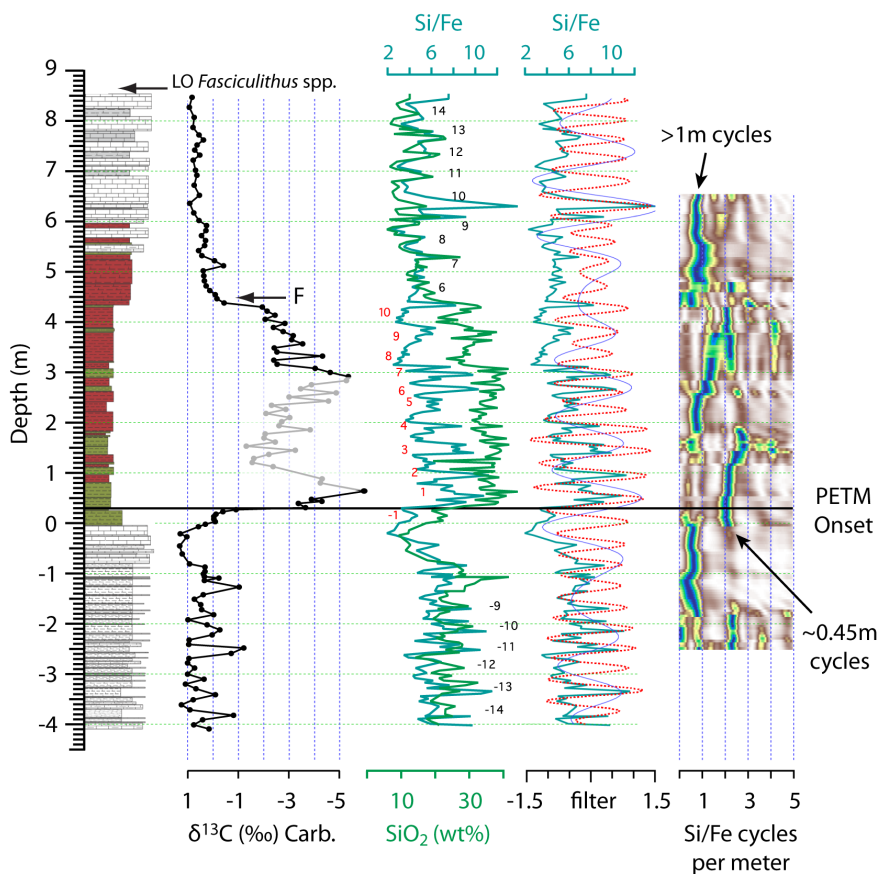 Si/Fe
Si/Fe
2 6 10
2 6 10
9
8
7
6
5
4
3
2
1
0
-1
-2
-3
-4
Depth (m)
LO Fasciculithus spp.
F
14
13
12
11
10
9
8
7
6
10
9
8
7
6
5
4
3
2
1
-1
-9
-10
-11
-12
-13
-14
>1m cycles
PETM
Onset
~0.45m
cycles
1 -1 -3 -5
δ13C (‰) Carb.
10 30
SiO2 (wt%)
-1.5 filter 1.5
1 3 5
Si/Fe cycles
per meter